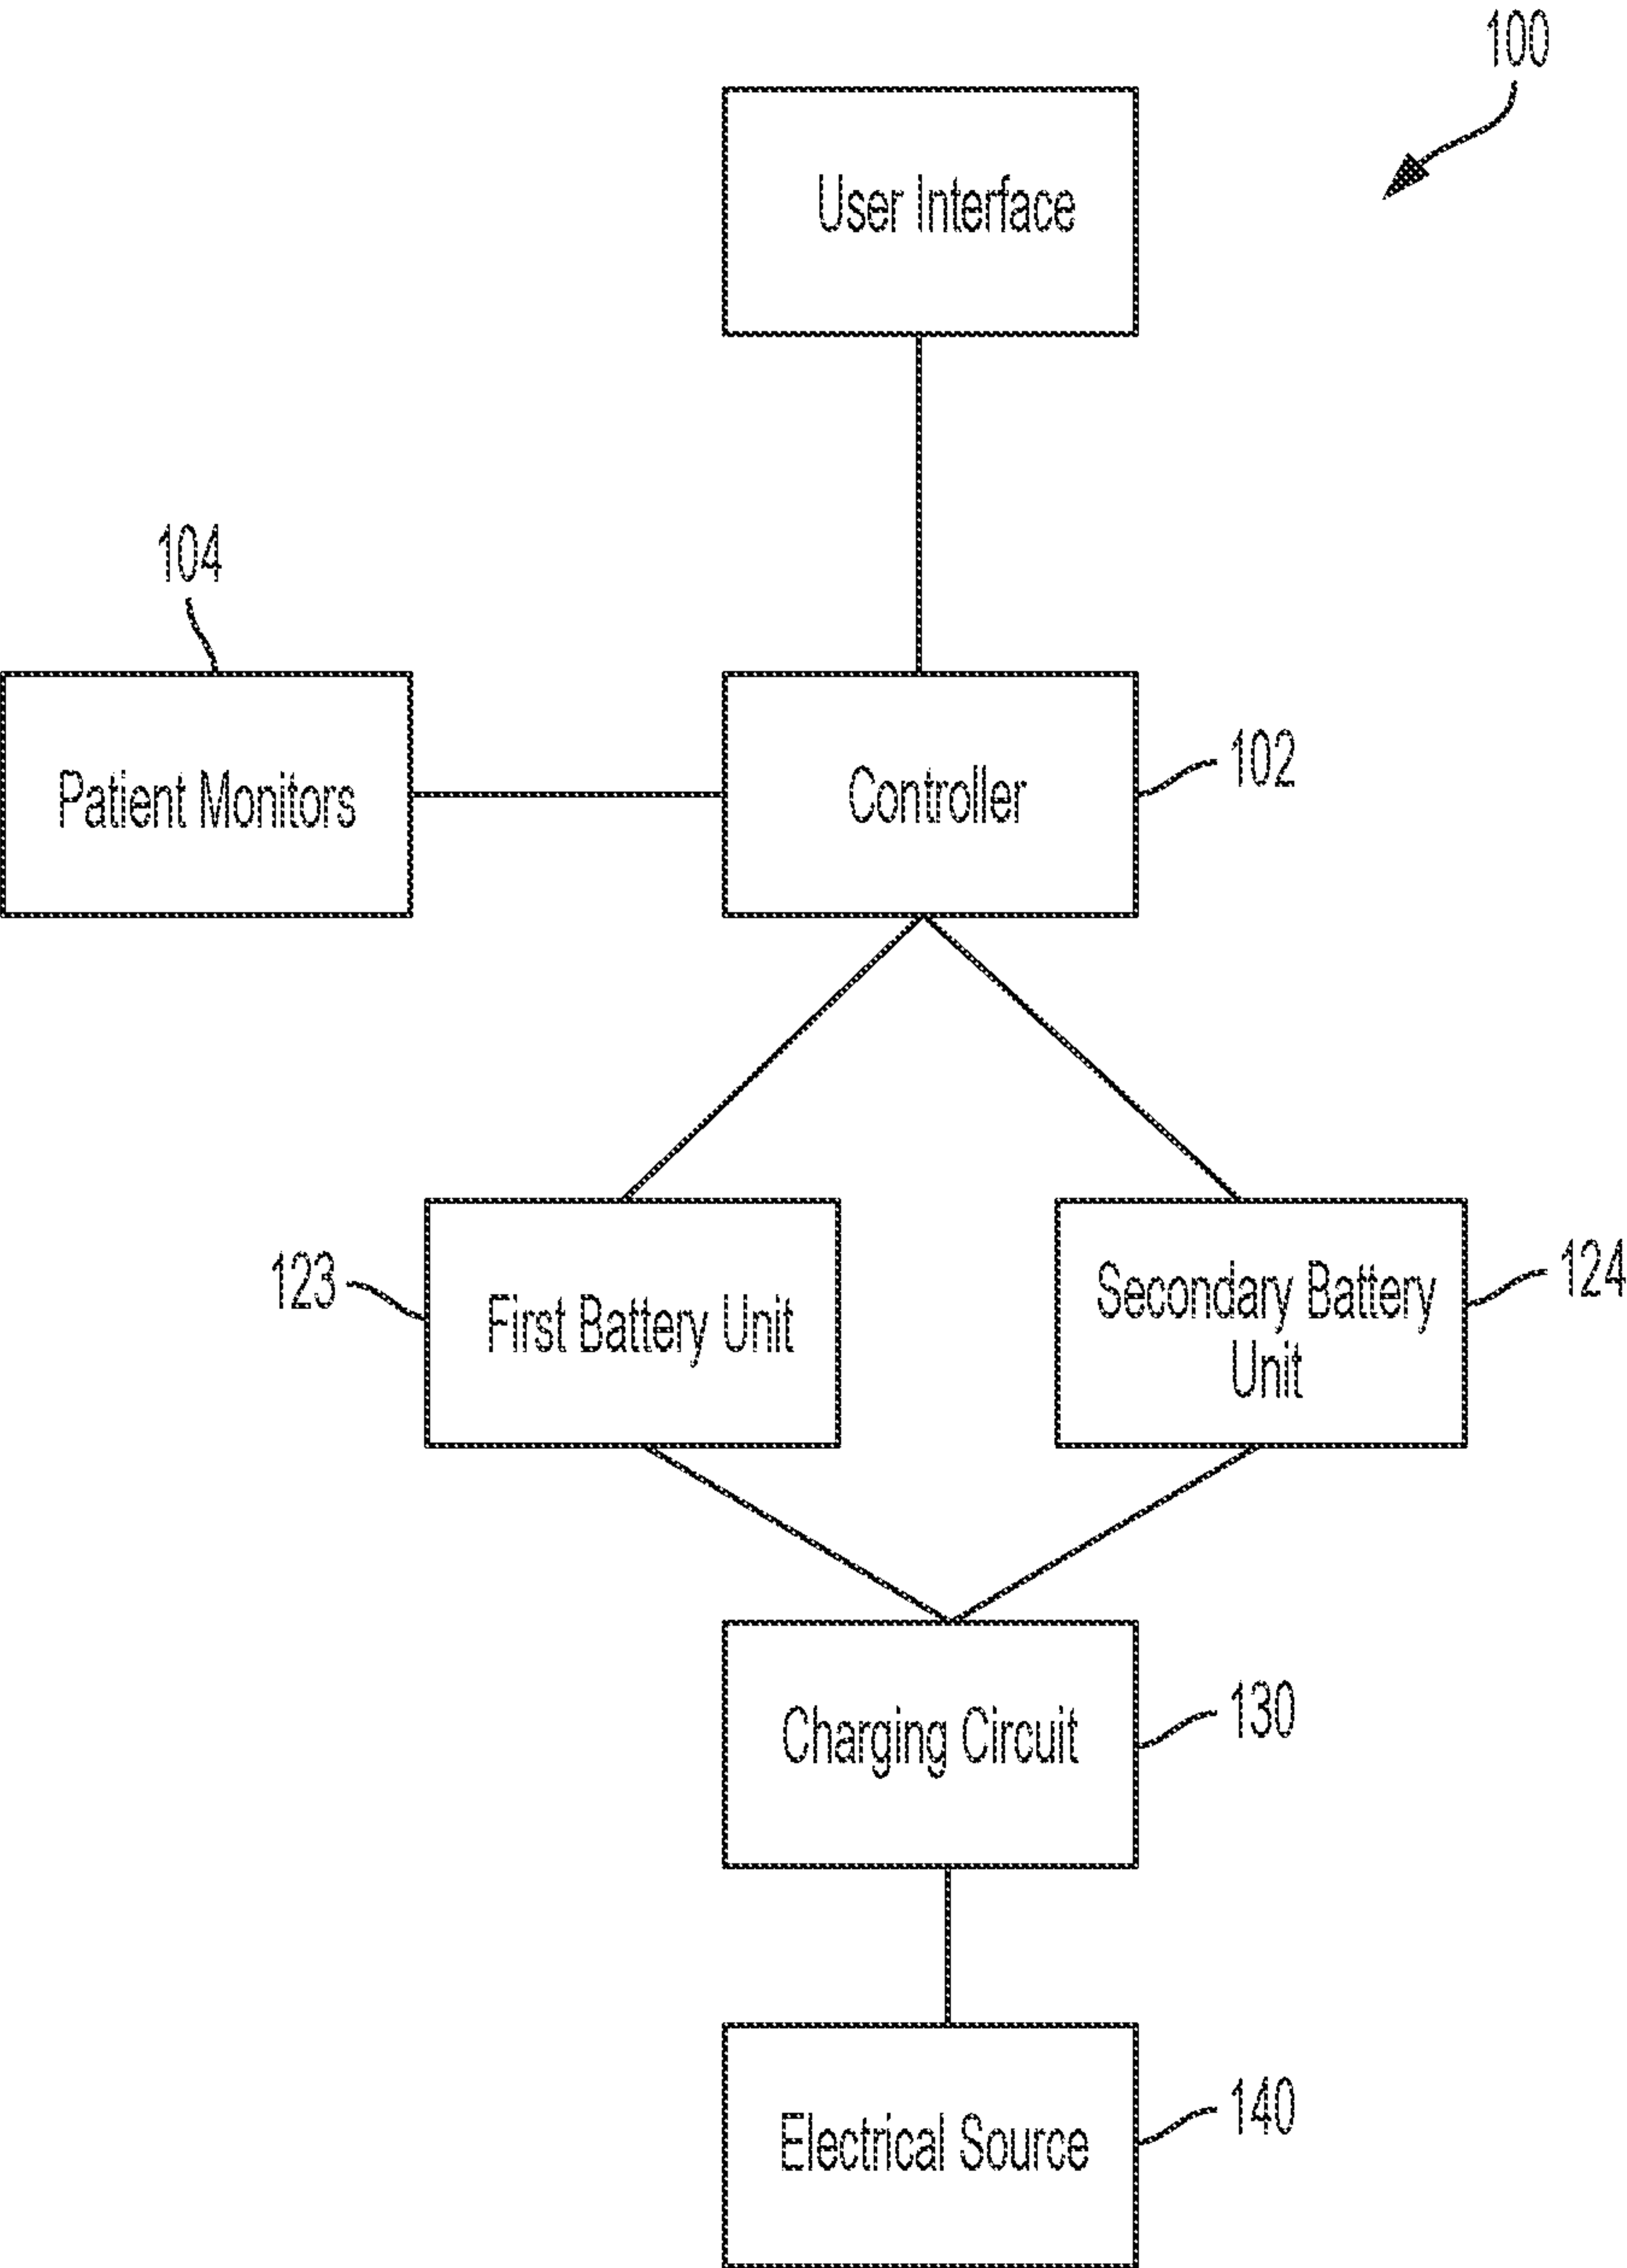 100
User Interface
104
Patient Monitors
Controller
102
123
First Battery Unit
Secondary Battery
Unit
124
Charging Circuit
130
Electrical Source
140